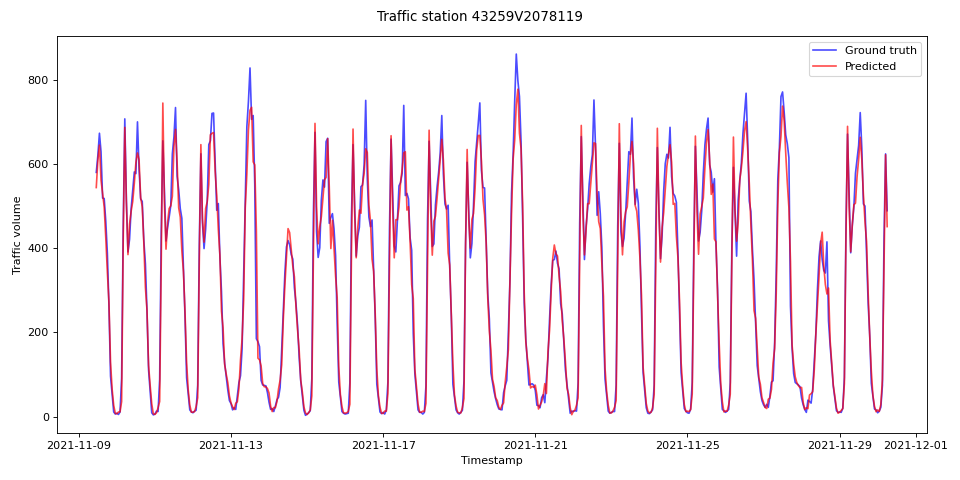 Traffic station 43259V2078119
Ground truth
Predicted
Traffic volume
800
600
400
200
0
2021-11-09
2021-11-13
2021-11-17
2021-11-21
2021-11-25
2021-11-29
2021-12-01
Timestamp